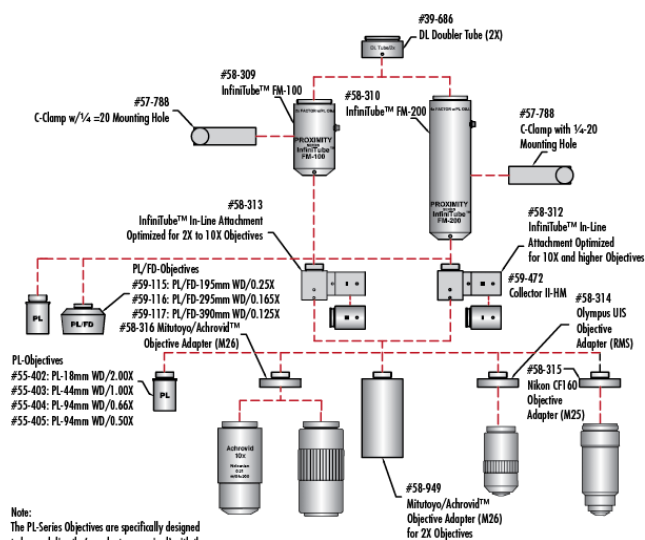 #39-686
DL Doubler Tube (2X)
DL Tube/2x
#58-309
InfiniTube™ FM-100
#58-310
InfiniTube™ FM-200
#57-788
C-Clamp w/¼ =20 Mounting Hole
#57-788
C-Clamp with ¼-20
Mounting Hole
PROXIMITY
InfiniTube
FM-100
PROXIMITY
InfiniTube
FM-200
#58-313
InfiniTube™ In-Line Attachment
Optimized for 2X to 10X Objectives
#58-312
InfiniTube™ In-Line
Attachment Optimized
for 10X and higher Objectives
#59-472
Collector II-HM
PL
PL/FD
PL/FD-Objectives
#59-115: PL/FD-195mm WD/0.25X
#59-116: PL/FD-295mm WD/0.165X
#59-117: PL/FD-390mm WD/0.125X
#58-316 Mitutoyo/Achrovid™
Objective Adapter (M26)
#58-314
Olympus UIS
Objective
Adapter (RMS)
#58-315
Nikon CF160
Objective
Adapter (M25)
PL-Objectives
#55-402: PL-18mm WD/2.00X
#55-403: PL-44mm WD/1.00X
#55-404: PL-94mm WD/0.66X
#55-405: PL-94mm WD/0.50X
PL
Achrovid
10x
#58-949
Mitutoyo/Achrovid™
Objective Adapter (M26)
for 2X Objectives
Note:
The PL-Series Objectives are specifically designed